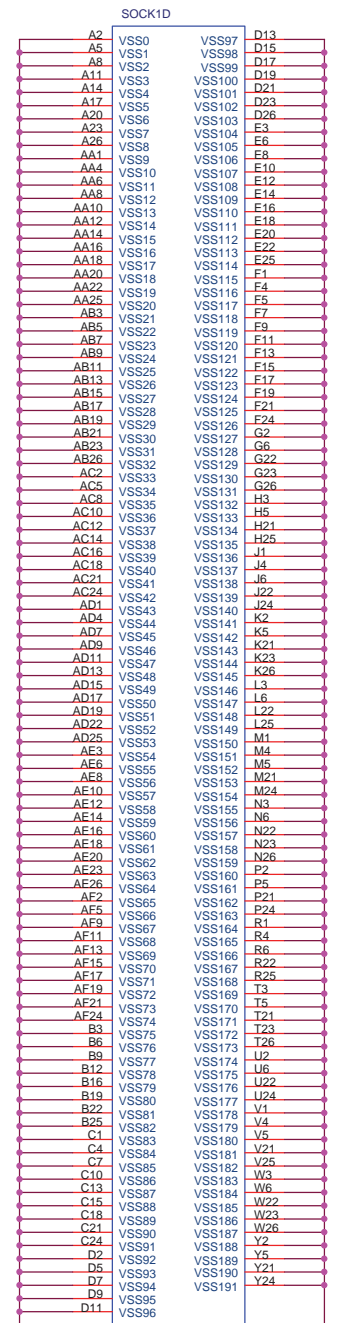 SOCK1D
A2 VSS0 VSS97 D13
A5 VSS1 VSS98 D15
A8 VSS2 VSS99 D17
A11 VSS3 VSS100 D19
A14 VSS4 VSS101 D21
A17 VSS5 VSS102 D23
A20 VSS6 VSS103 D26
A23 VSS7 VSS104 E3
A26 VSS8 VSS105 E6
AA1 VSS9 VSS106 E8
AA4 VSS10 VSS107 E10
AA6 VSS11 VSS108 E12
AA8 VSS12 VSS109 E14
AA10 VSS13 VSS110 E16
AA12 VSS14 VSS111 E18
AA14 VSS15 VSS112 E20
AA16 VSS16 VSS113 E22
AA18 VSS17 VSS114 E25
AA20 VSS18 VSS115 F1
AA22 VSS19 VSS116 F4
AA25 VSS20 VSS117 F5
AB3 VSS21 VSS118 F7
AB5 VSS22 VSS119 F9
AB7 VSS23 VSS120 F11
AB9 VSS24 VSS121 F13
AB11 VSS25 VSS122 F15
AB13 VSS26 VSS123 F17
AB15 VSS27 VSS124 F19
AB17 VSS28 VSS125 F21
AB19 VSS29 VSS126 F24
AB21 VSS30 VSS127 G2
AB23 VSS31 VSS128 G6
AB26 VSS32 VSS129 G22
AC2 VSS33 VSS130 G23
AC5 VSS34 VSS131 G26
AC8 VSS35 VSS132 H3
AC10 VSS36 VSS133 H5
AC12 VSS37 VSS134 H21
AC14 VSS38 VSS135 H25
AC16 VSS39 VSS136 J1
AC18 VSS40 VSS137 J4
AC21 VSS41 VSS138 J6
AC24 VSS42 VSS139 J22
AD1 VSS43 VSS140 J24
AD4 VSS44 VSS141 K2
AD7 VSS45 VSS142 K5
AD9 VSS46 VSS143 K21
AD11 VSS47 VSS144 K23
AD13 VSS48 VSS145 K26
AD15 VSS49 VSS146 L3
AD17 VSS50 VSS147 L6
AD19 VSS51 VSS148 L22
AD22 VSS52 VSS149 L25
AD25 VSS53 VSS150 M1
AE3 VSS54 VSS151 M4
AE6 VSS55 VSS152 M5
AE8 VSS56 VSS153 M21
AE10 VSS57 VSS154 M24
AE12 VSS58 VSS155 N3
AE14 VSS59 VSS156 N6
AE16 VSS60 VSS157 N22
AE18 VSS61 VSS158 N23
AE20 VSS62 VSS159 N26
AE23 VSS63 VSS160 P2
AE26 VSS64 VSS161 P5
AF2 VSS65 VSS162 P21
AF5 VSS66 VSS163 P24
AF9 VSS67 VSS164 R1
AF11 VSS68 VSS165 R4
AF13 VSS69 VSS166 R6
AF15 VSS70 VSS167 R22
AF17 VSS71 VSS168 R25
AF19 VSS72 VSS169 T3
AF21 VSS73 VSS170 T5
AF24 VSS74 VSS171 T21
B3 VSS75 VSS172 T23
B6 VSS76 VSS173 T26
B9 VSS77 VSS174 U2
B12 VSS78 VSS175 U6
B16 VSS79 VSS176 U22
B19 VSS80 VSS177 U24
B22 VSS81 VSS178 V1
B25 VSS82 VSS179 V4
C1 VSS83 VSS180 V5
C4 VSS84 VSS181 V21
C7 VSS85 VSS182 V25
C10 VSS86 VSS183 W3
C13 VSS87 VSS184 W6
C15 VSS88 VSS185 W22
C18 VSS89 VSS186 W23
C21 VSS90 VSS187 W26
C24 VSS91 VSS188 Y2
D2 VSS92 VSS189 Y5
D5 VSS93 VSS190 Y21
D7 VSS94 VSS191 Y24
D9 VSS95
D11 VSS96